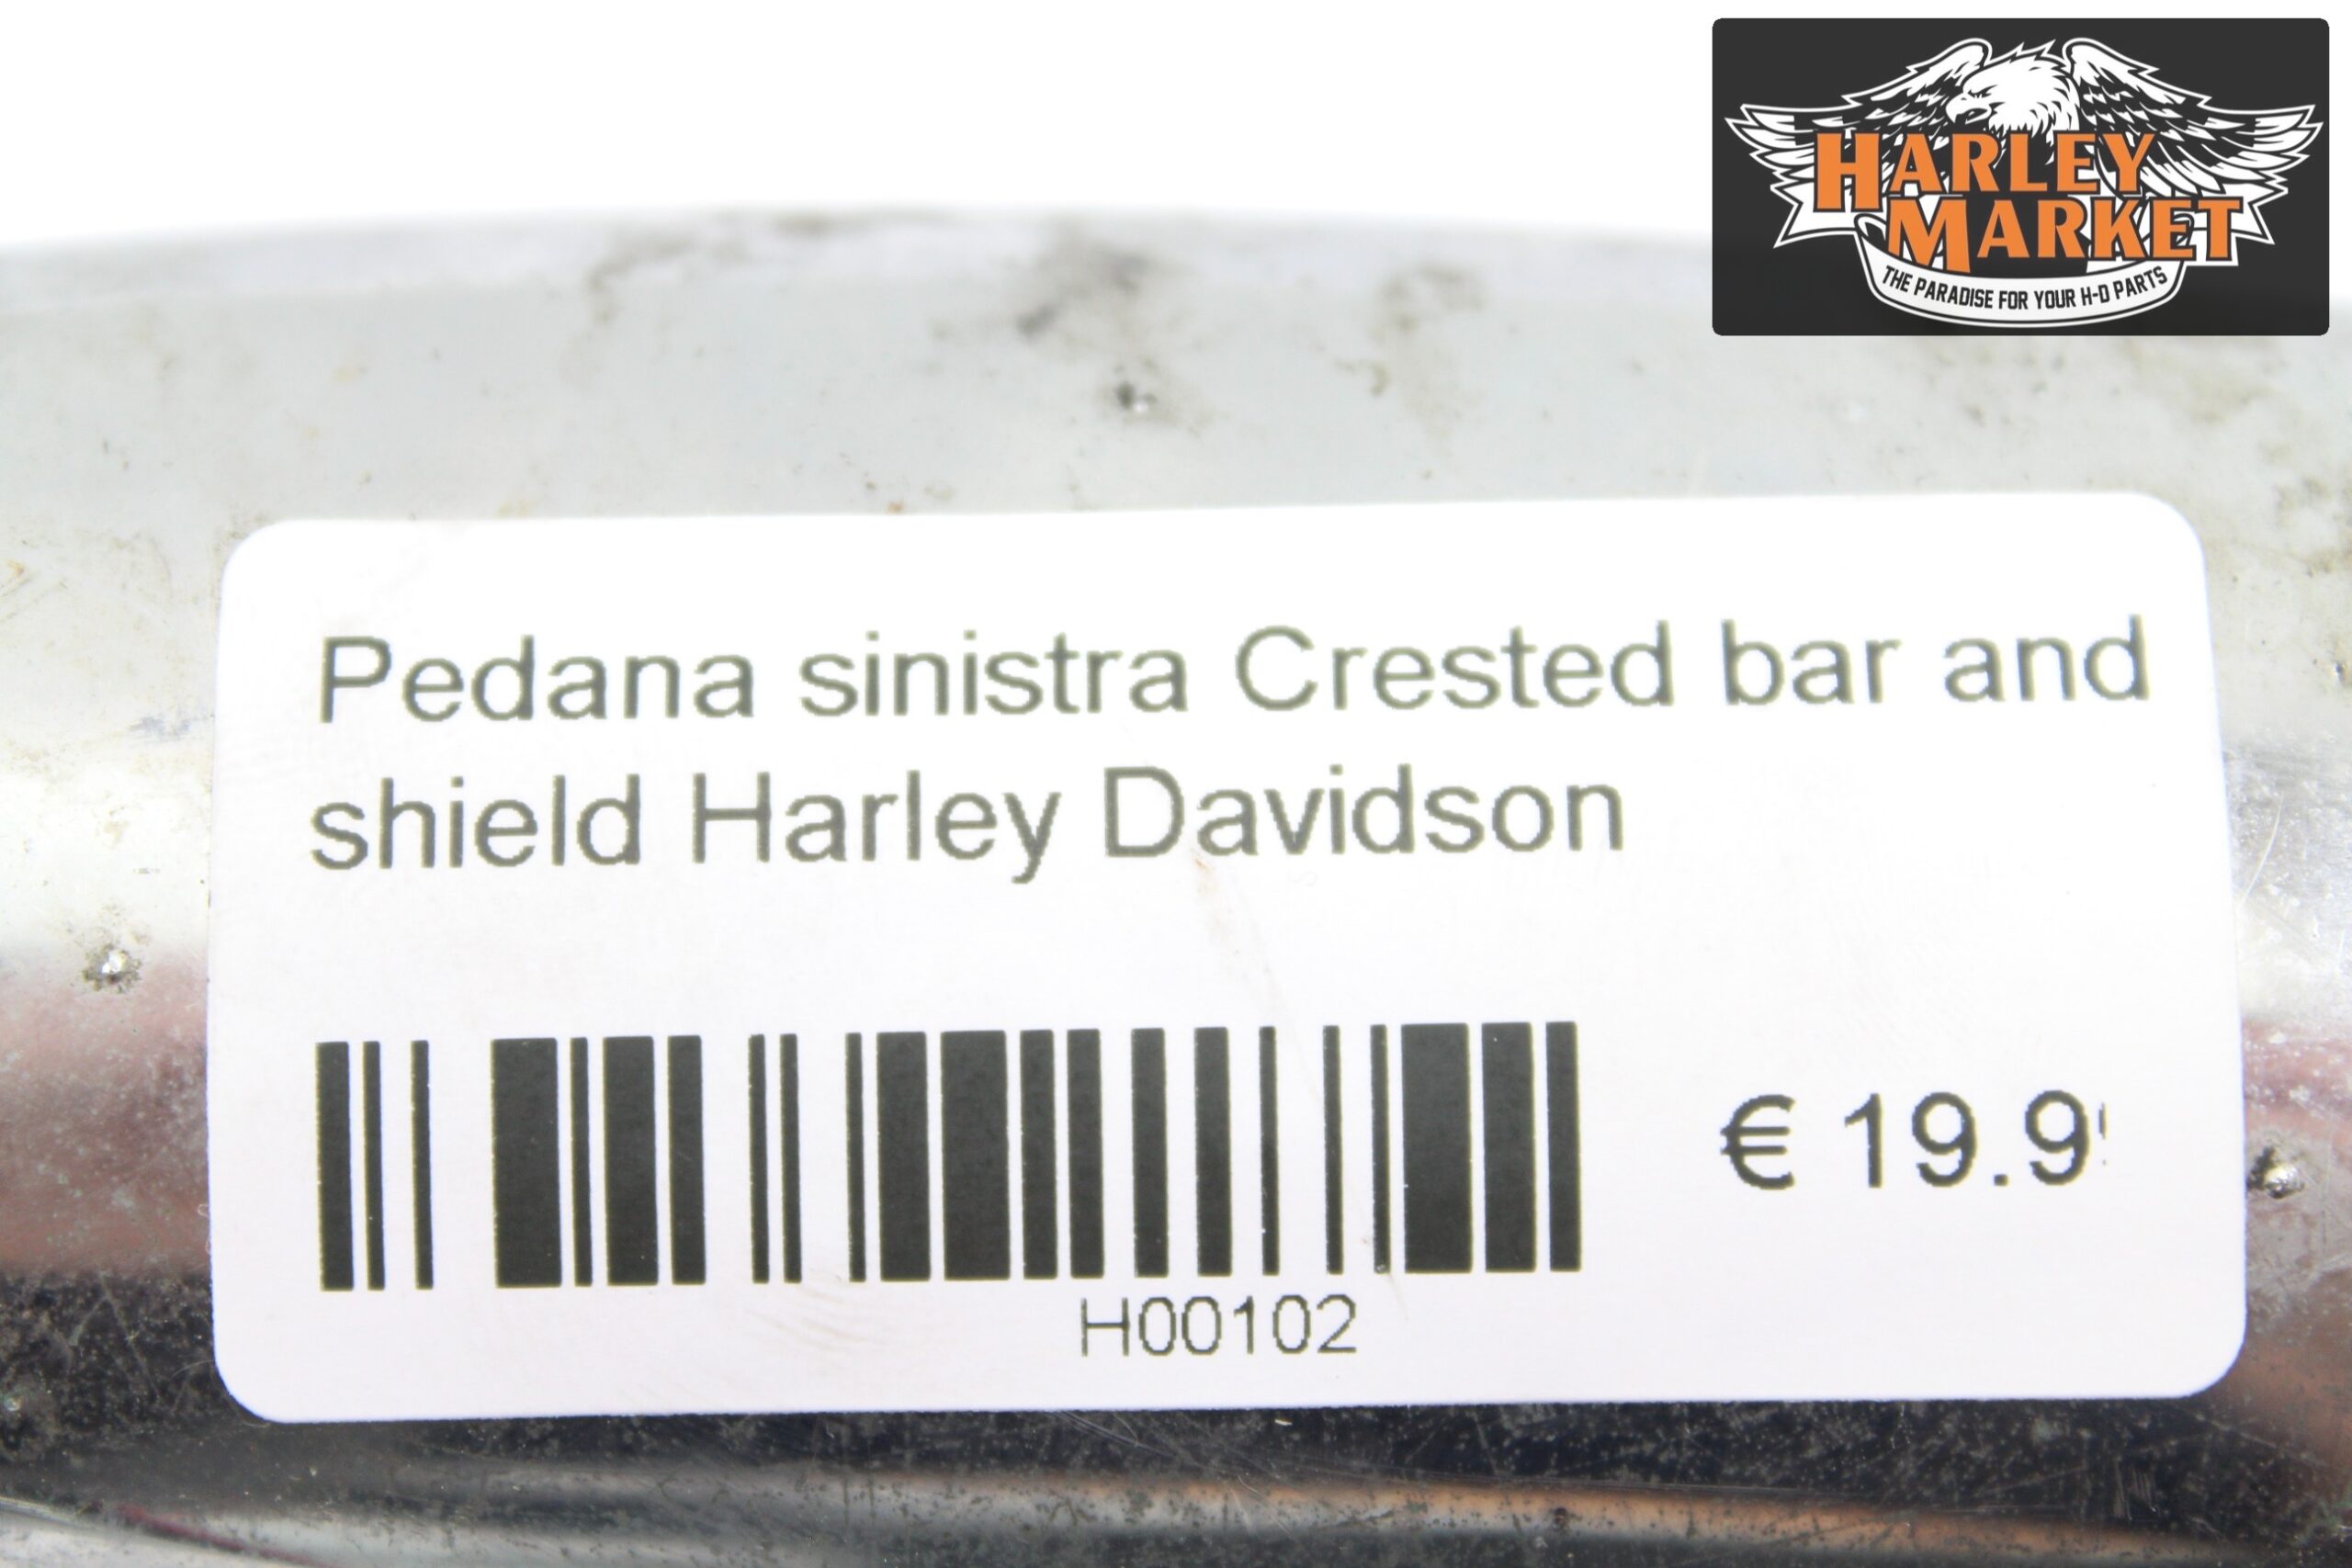 HARLEY
MARKET
THE PARADISE FOR YOUR H-D PARTS
Pedana sinistra Crested bar and
shield Harley Davidson
€ 19.9
H00102